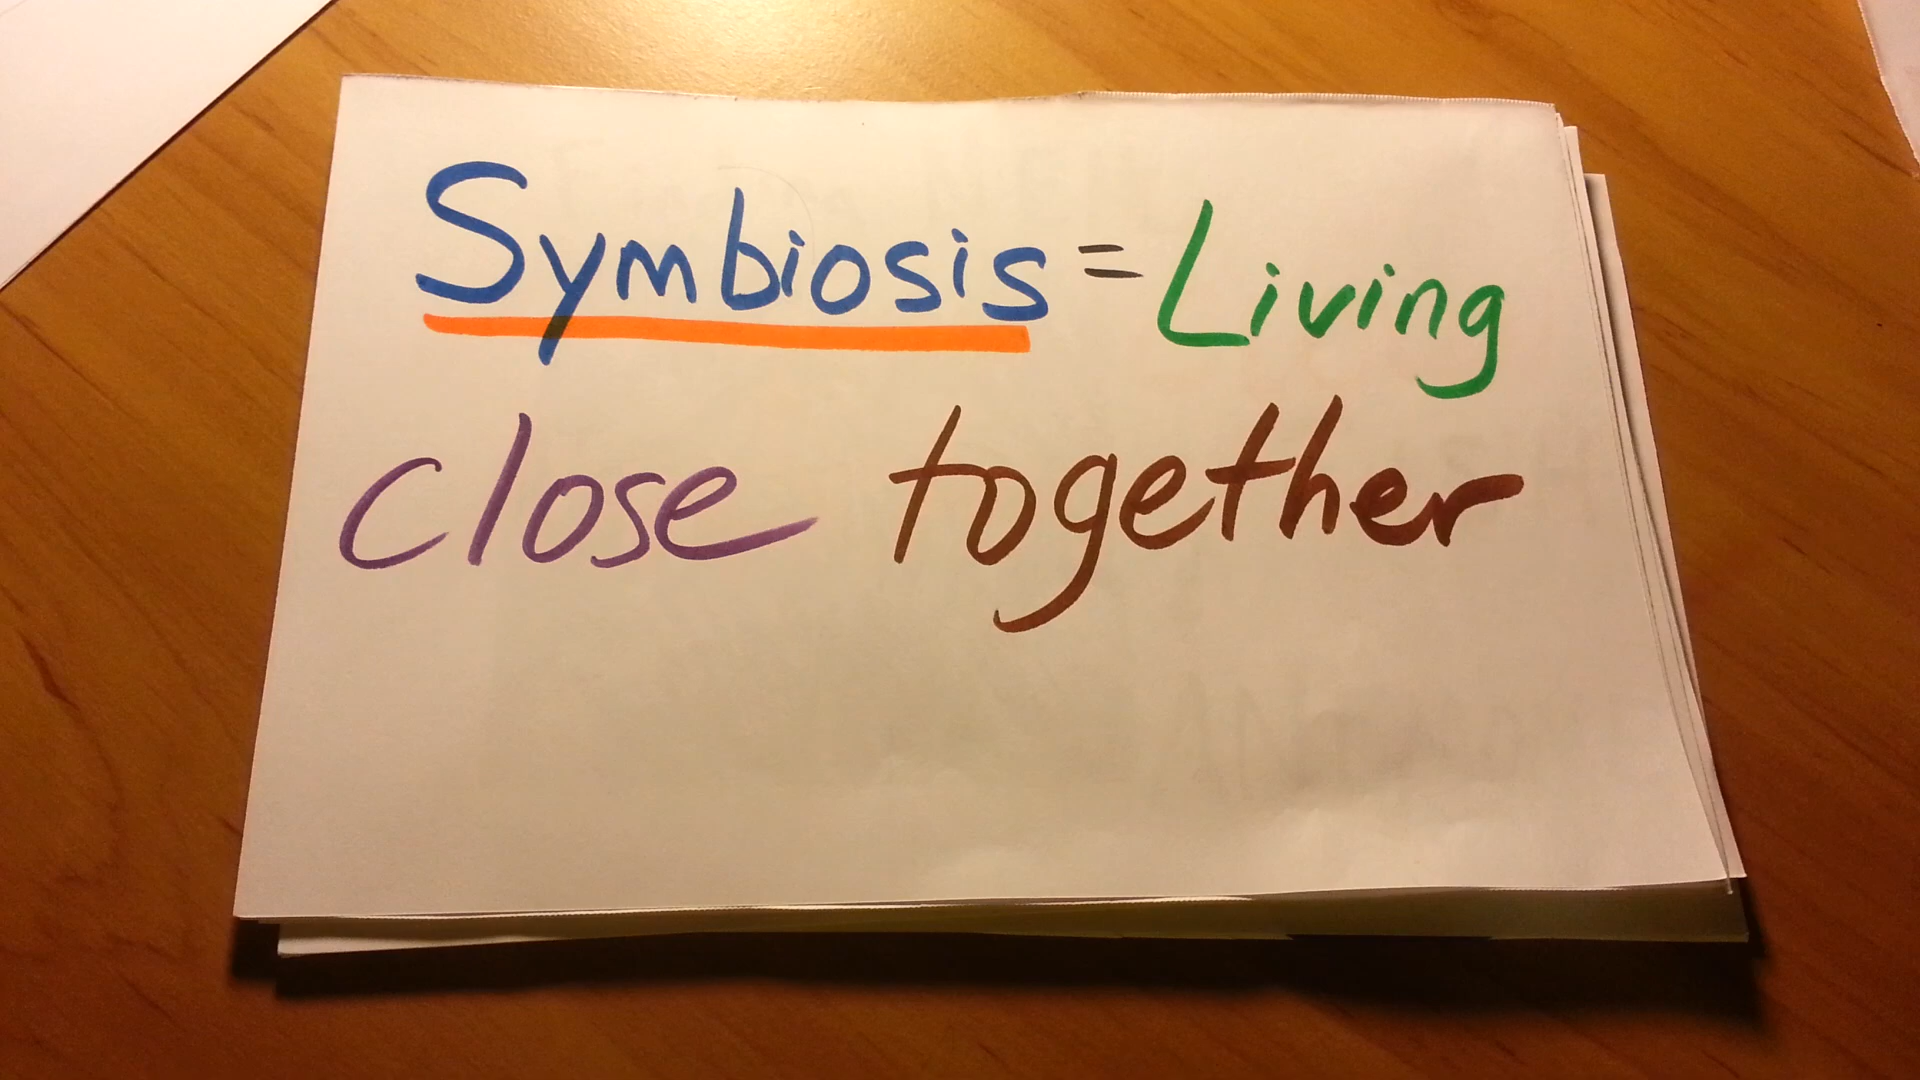 Symbiosis = Living
close together